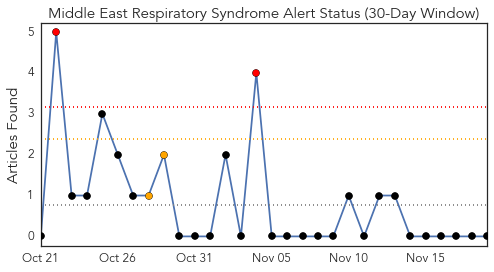 Middle East Respiratory Syndrome Alert Status (30-Day Window)
Articles Found
5
4
3
2
1
0
Oct 21 Oct 26 Oct 31 Nov 05 Nov 10 Nov 15